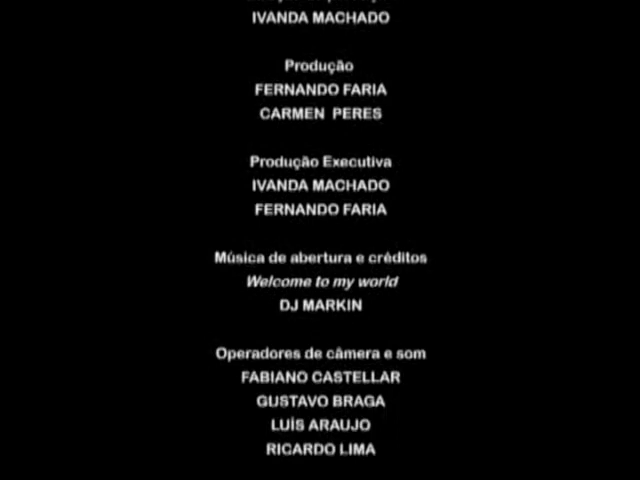 IVANDA MACHADO
Produção
FERNANDO FARIA
CARMEN PERES
Produção Executiva
IVANDA MACHADO
FERNANDO FARIA
Música de abertura e créditos
Welcome to my world
DJ MARKIN
Operadores de câmera e som
FABIANO CASTELLAR
GUSTAVO BRAGA
LUÍS ARAUJO
RICARDO LIMA